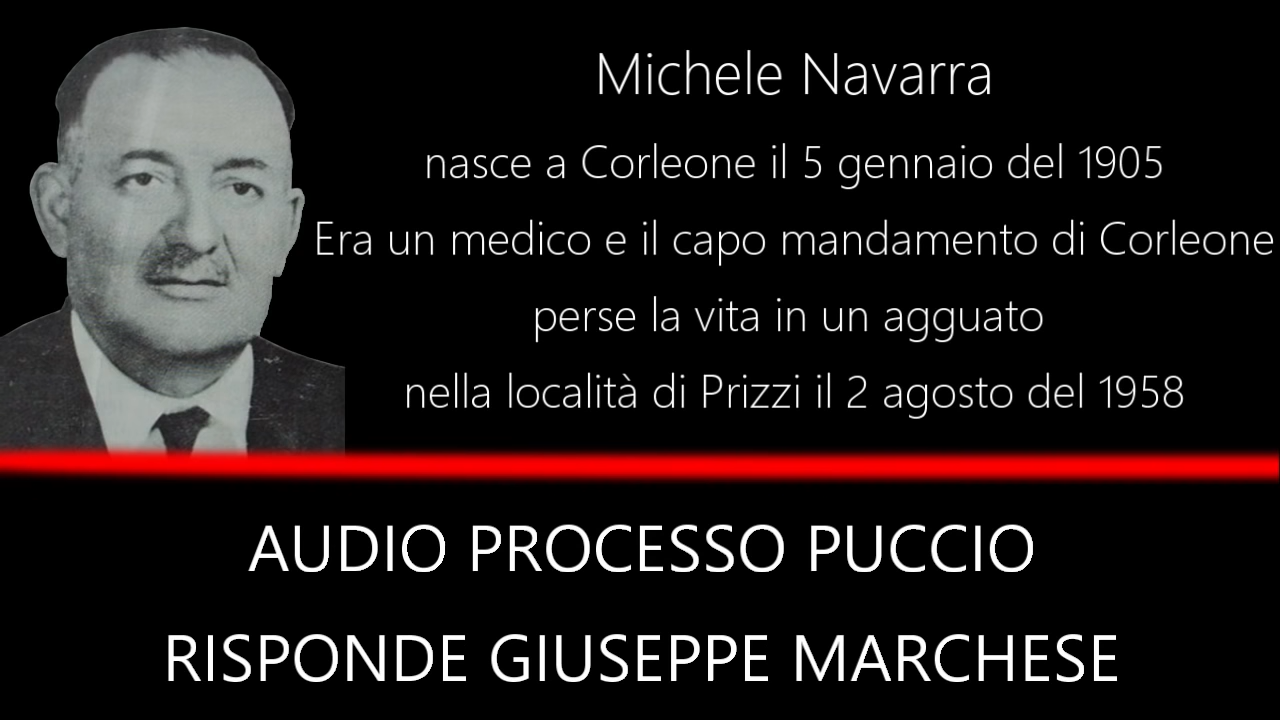 Michele Navarra
nasce a Corleone il 5 gennaio del 1905
Era un medico e il capo mandamento di Corleone
perse la vita in un agguato
nella località di Prizzi il 2 agosto del 1958
AUDIO PROCESSO PUCCIO
RISPONDE GIUSEPPE MARCHESE